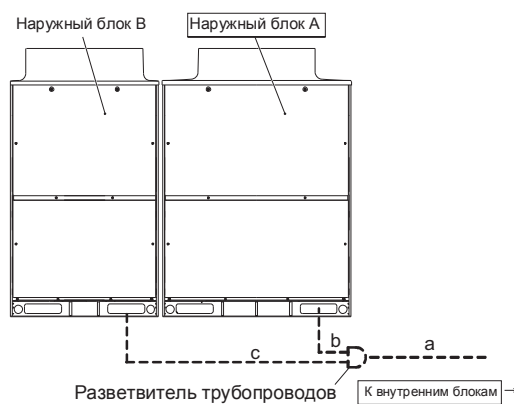 Наружный блок B
Наружный блок A
b
a
c
Разветвитель трубопроводов
К внутренним блокам →